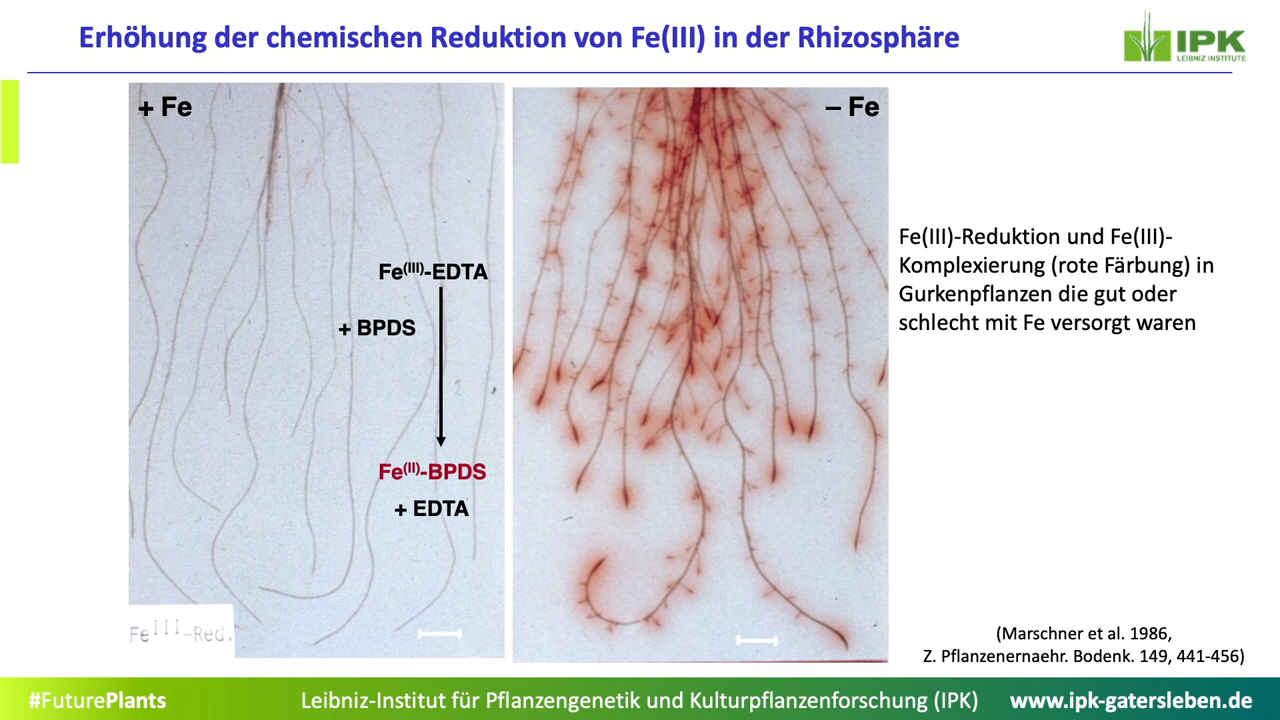 Erhöhung der chemischen Reduktion von Fe(III) in der Rhizosphäre
IPK
LEIBNIZ INSTITUTE
+ Fe
– Fe
Fe(III)-EDTA
+ BPDS
Fe(II)-BPDS
+ EDTA
FeIII-Red.
Fe(III)-Reduktion und Fe(III)-
Komplexierung (rote Färbung) in
Gurkenpflanzen die gut oder
schlecht mit Fe versorgt waren
(Marschner et al. 1986,
Z. Pflanzenernaehr. Bodenk. 149, 441-456)
#FuturePlants
Leibniz-Institut für Pflanzengenetik und Kulturpflanzenforschung (IPK)
www.ipk-gatersleben.de